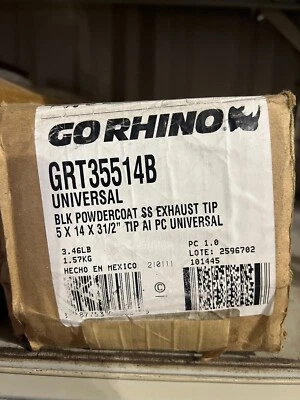 GO RHINO
GRT35514B
UNIVERSAL
BLK POWDERCOAT SS EXHAUST TIP
5 X 14 X 31/2" TIP AI PC UNIVERSAL
3.46LB PC 1.0
1.57KG LOTE: 2596702
HECHO EN MEXICO 210111 101445
©